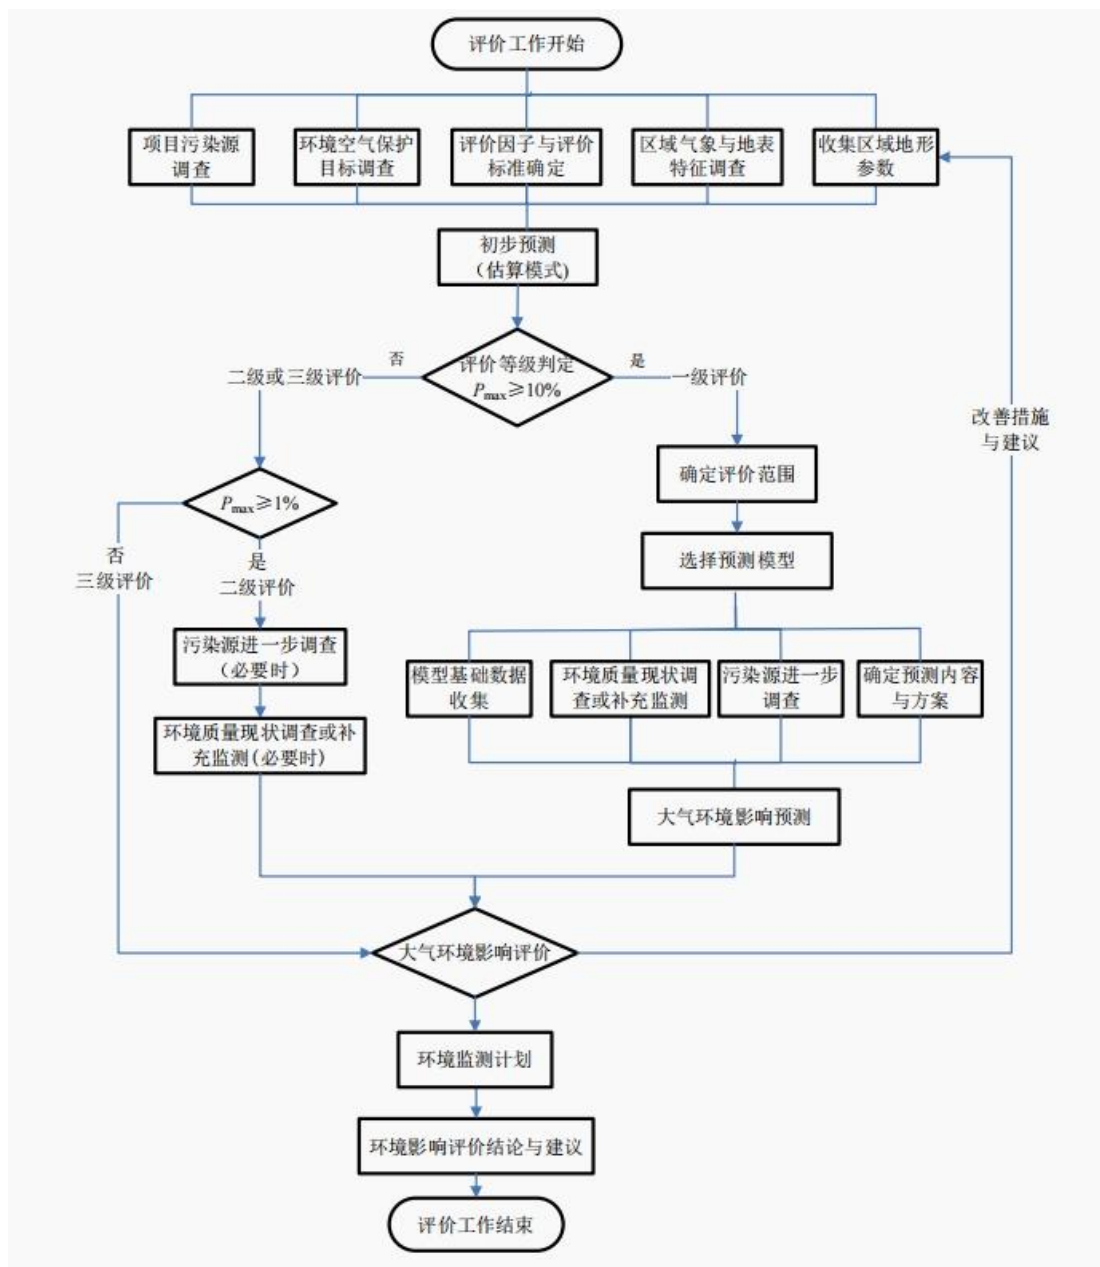 评价工作开始
项目污染源
调查
环境空气保护
目标调查
评价因子与评价
标准确定
区域气象与地表
特征调查
收集区域地形
参数
初步预测
（估算模式)
评价等级判定
Pmax≥10%
否
是
二级或三级评价
一级评价
改善措施
与建议
确定评价范围
Pmax≥1%
选择预测模型
否
三级评价
是
二级评价
污染源进一步调查
（必要时）
模型基础数据
收集
环境质量现状调
查或补充监测
污染源进一步
调查
确定预测内容
与方案
环境质量现状调查或补
充监测(必要时)
大气环境影响预测
大气环境影响评价
环境监测计划
环境影响评价结论与建议
评价工作结束